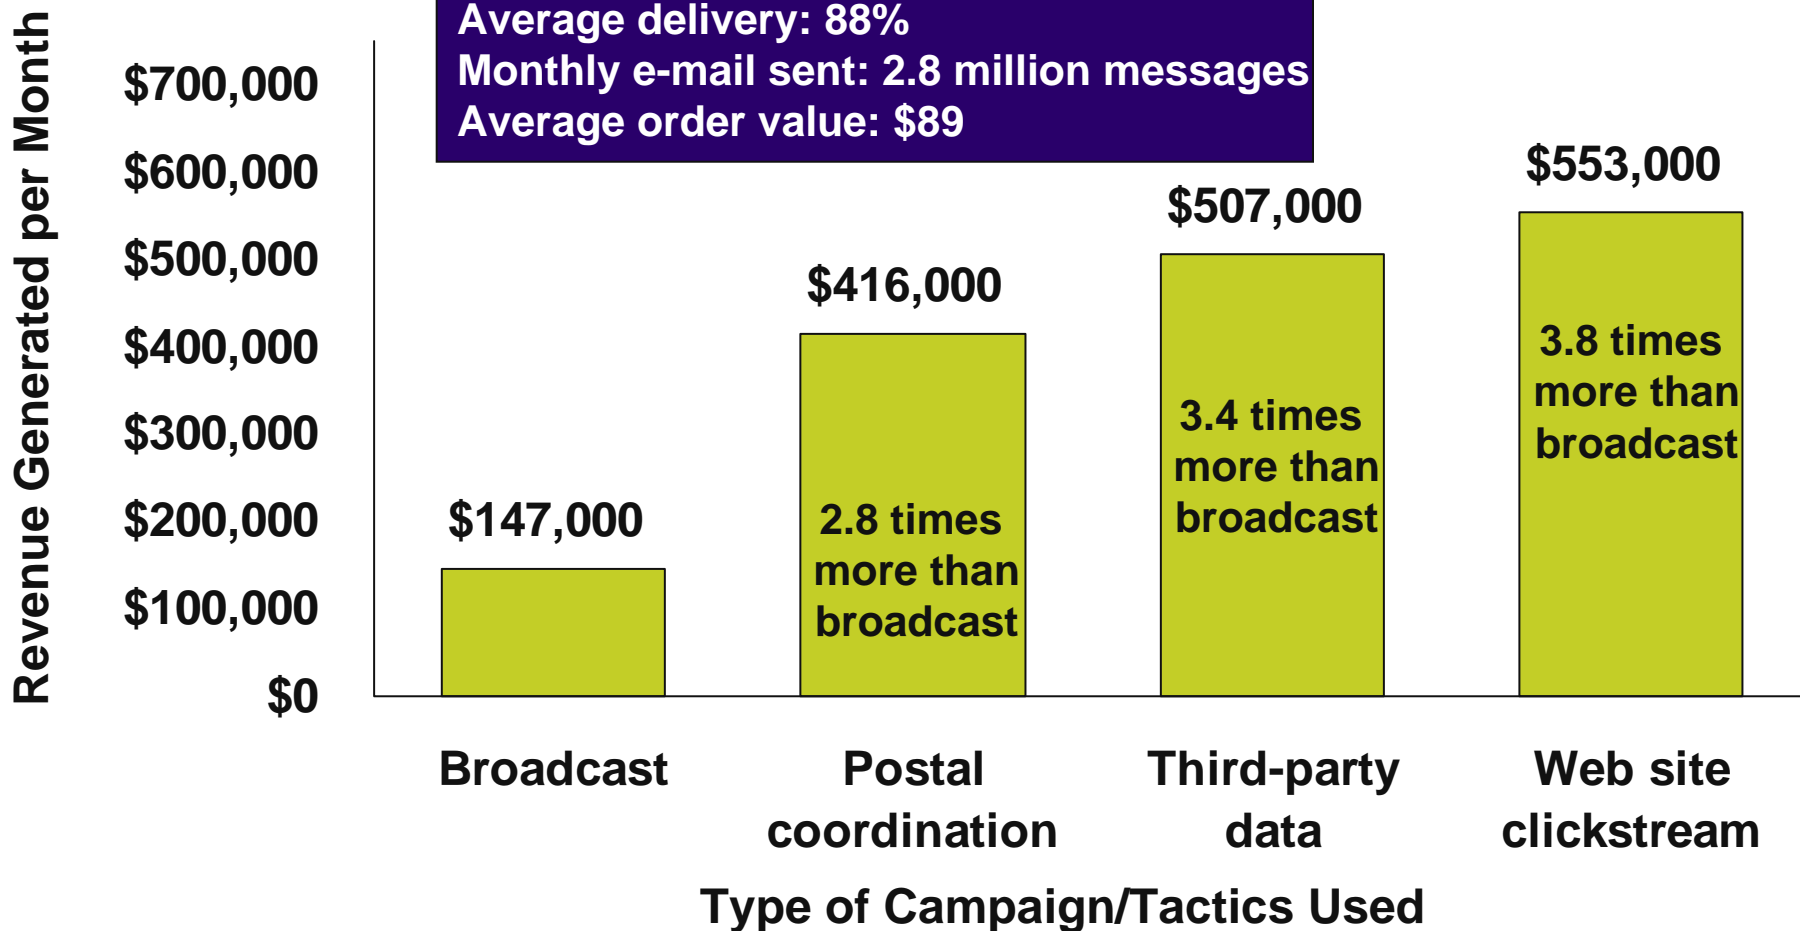 Average delivery: 88%
Monthly e-mail sent: 2.8 million messages
Average order value: $89
Revenue Generated per Month
$700,000
$600,000
$500,000
$400,000
$300,000
$200,000
$100,000
$0
$147,000
$416,000
$507,000
$553,000
2.8 times
more than
broadcast
3.4 times
more than
broadcast
3.8 times
more than
broadcast
Broadcast
Postal
coordination
Third-party
data
Web site
clickstream
Type of Campaign/Tactics Used